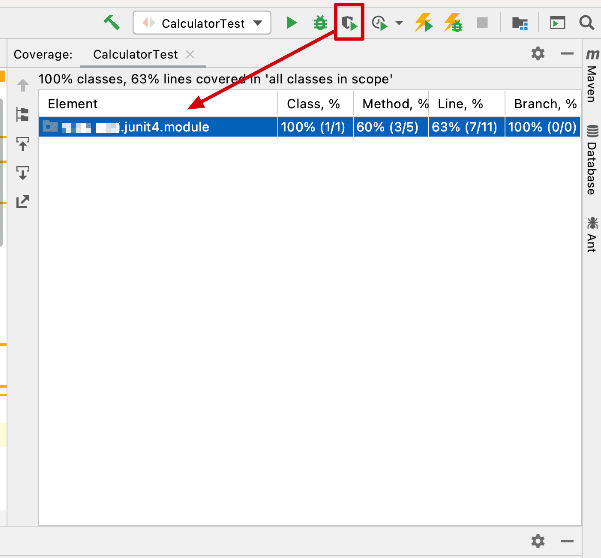 CalculatorTest
Coverage: CalculatorTest
100% classes, 63% lines covered in 'all classes in scope'
Element Class, % Method, % Line, % Branch, %
.junit4.module 100% (1/1) 60% (3/5) 63% (7/11) 100% (0/0)
m
Maven
Database
Ant